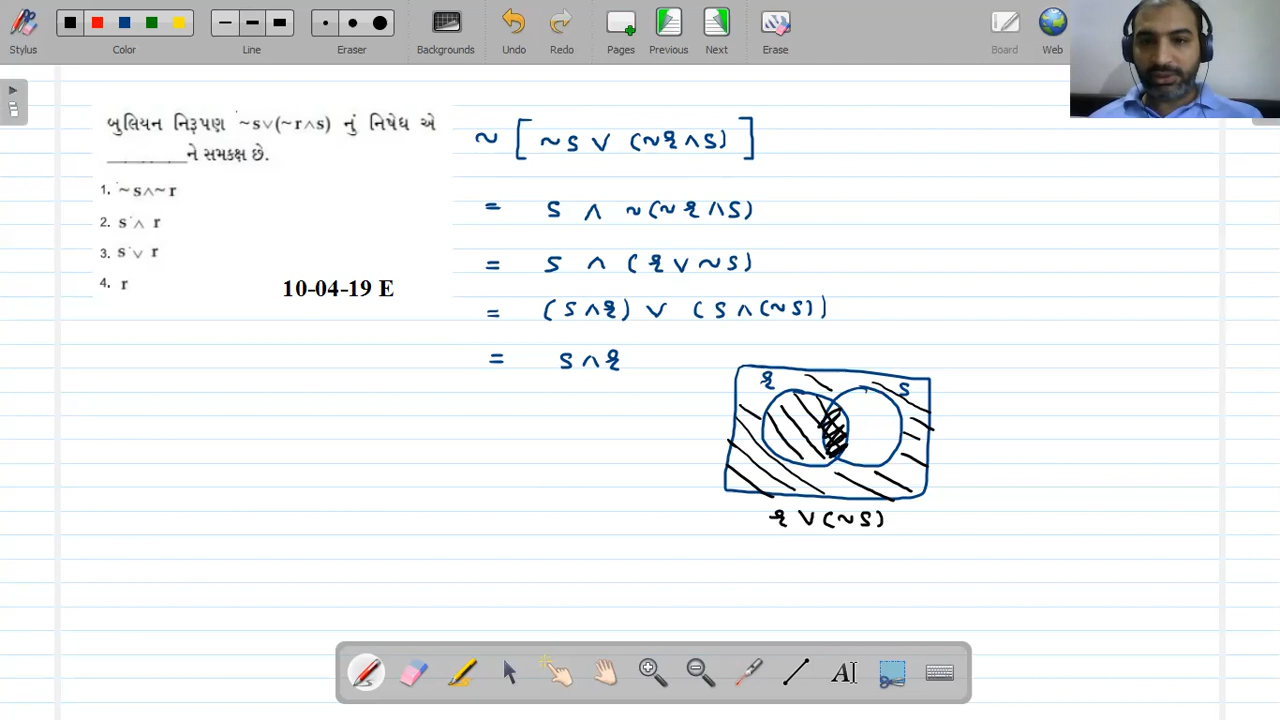 Stylus
Color
Line
Eraser
Backgrounds
Undo
Redo
Pages
Previous
Next
Erase
Board
Web
બુલિયન નિરૂપણ ~s∨(~r∧s) નું નિષેધ એ
________ને સમકક્ષ છે.
1. ~s∧~r
2. s ∧ r
3. s ∨ r
4. r
10-04-19 E
~ [ ~s ∨ (~r∧s) ]
= s ∧ ~(~r∧s)
= s ∧ (r ∨ ~s)
= (s∧r) ∨ (s∧(~s))
= s∧r
r s
r ∨ (~s)